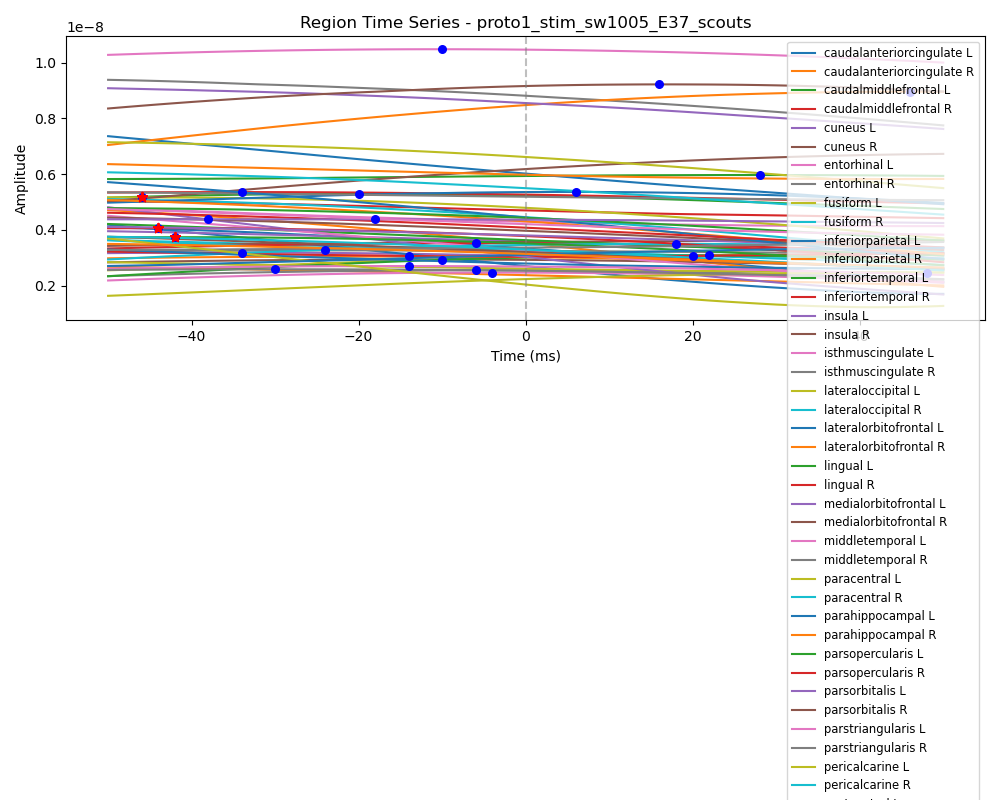 Region Time Series - proto1_stim_sw1005_E37_scouts
1e−8
1.0
0.8
0.6
0.4
0.2
Amplitude
−40
−20
0
20
Time (ms)
caudalanteriorcingulate L
caudalanteriorcingulate R
caudalmiddlefrontal L
caudalmiddlefrontal R
cuneus L
cuneus R
entorhinal L
entorhinal R
fusiform L
fusiform R
inferiorparietal L
inferiorparietal R
inferiortemporal L
inferiortemporal R
insula L
insula R
isthmuscingulate L
isthmuscingulate R
lateraloccipital L
lateraloccipital R
lateralorbitofrontal L
lateralorbitofrontal R
lingual L
lingual R
medialorbitofrontal L
medialorbitofrontal R
middletemporal L
middletemporal R
paracentral L
paracentral R
parahippocampal L
parahippocampal R
parsopercularis L
parsopercularis R
parsorbitalis L
parsorbitalis R
parstriangularis L
parstriangularis R
pericalcarine L
pericalcarine R